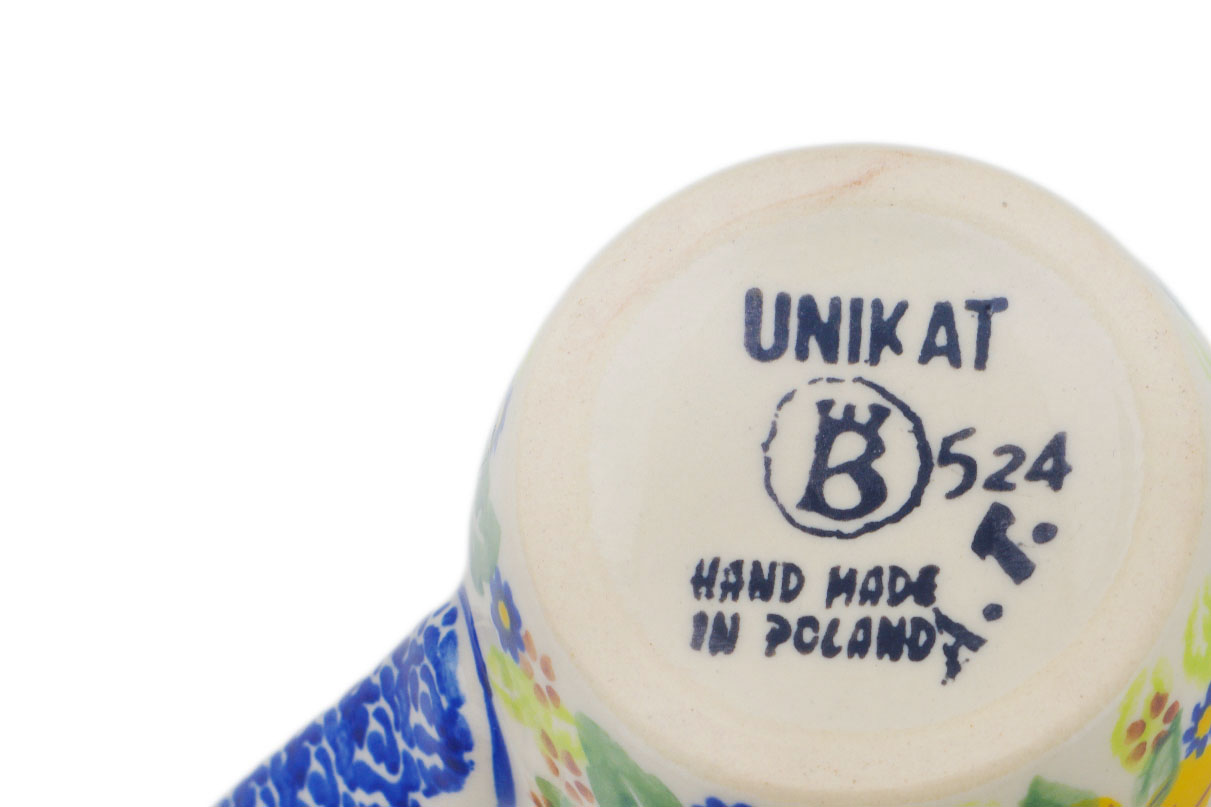 UNIKAT
B 524
HAND MADE
IN POLAND